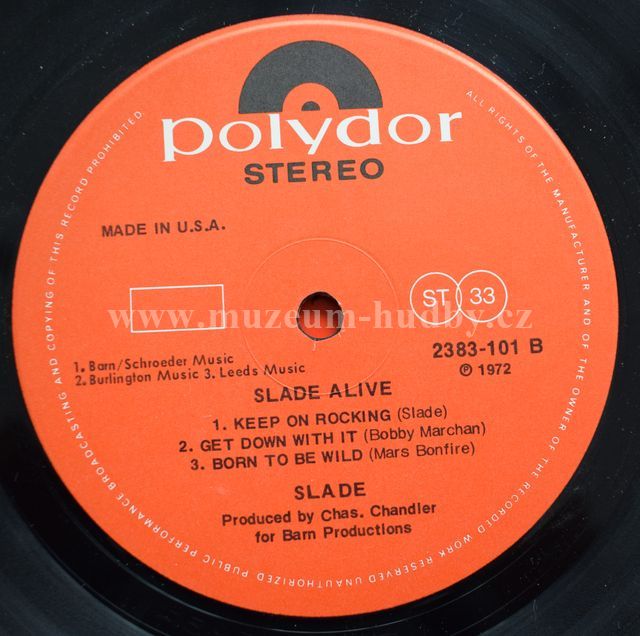 polydor
STEREO
MADE IN U.S.A.
ST 33
www.muzeum-hudby.cz
2383-101 B
℗ 1972
1. Barn/Schroeder Music
2. Burlington Music 3. Leeds Music
SLADE ALIVE
1. KEEP ON ROCKING (Slade)
2. GET DOWN WITH IT (Bobby Marchan)
3. BORN TO BE WILD (Mars Bonfire)
SLADE
Produced by Chas. Chandler
for Barn Productions
ALL RIGHTS OF THE MANUFACTURER AND OF THE OWNER OF THE RECORDED WORK RESERVED UNAUTHORIZED PUBLIC PERFORMANCE BROADCASTING AND COPYING OF THIS RECORD PROHIBITED